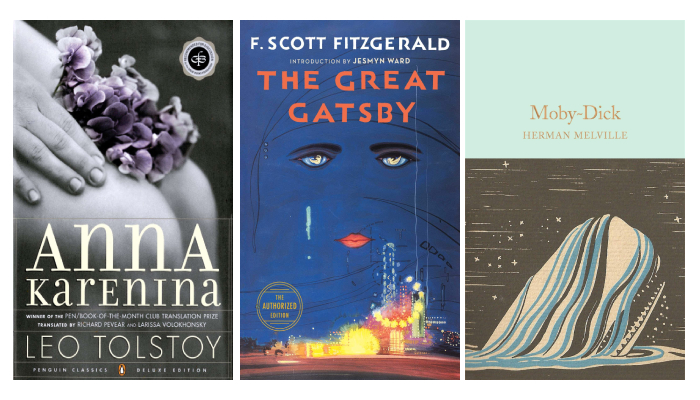 ANNA
KARENINA
WINNER OF THE PEN/BOOK-OF-THE-MONTH CLUB TRANSLATION PRIZE
TRANSLATED BY RICHARD PEVEAR AND LARISSA VOLOKHONSKY
LEO TOLSTOY
PENGUIN CLASSICS DELUXE EDITION
F. SCOTT FITZGERALD
INTRODUCTION BY JESMYN WARD
THE GREAT
GATSBY
THE
AUTHORIZED
EDITION
Moby-Dick
HERMAN MELVILLE